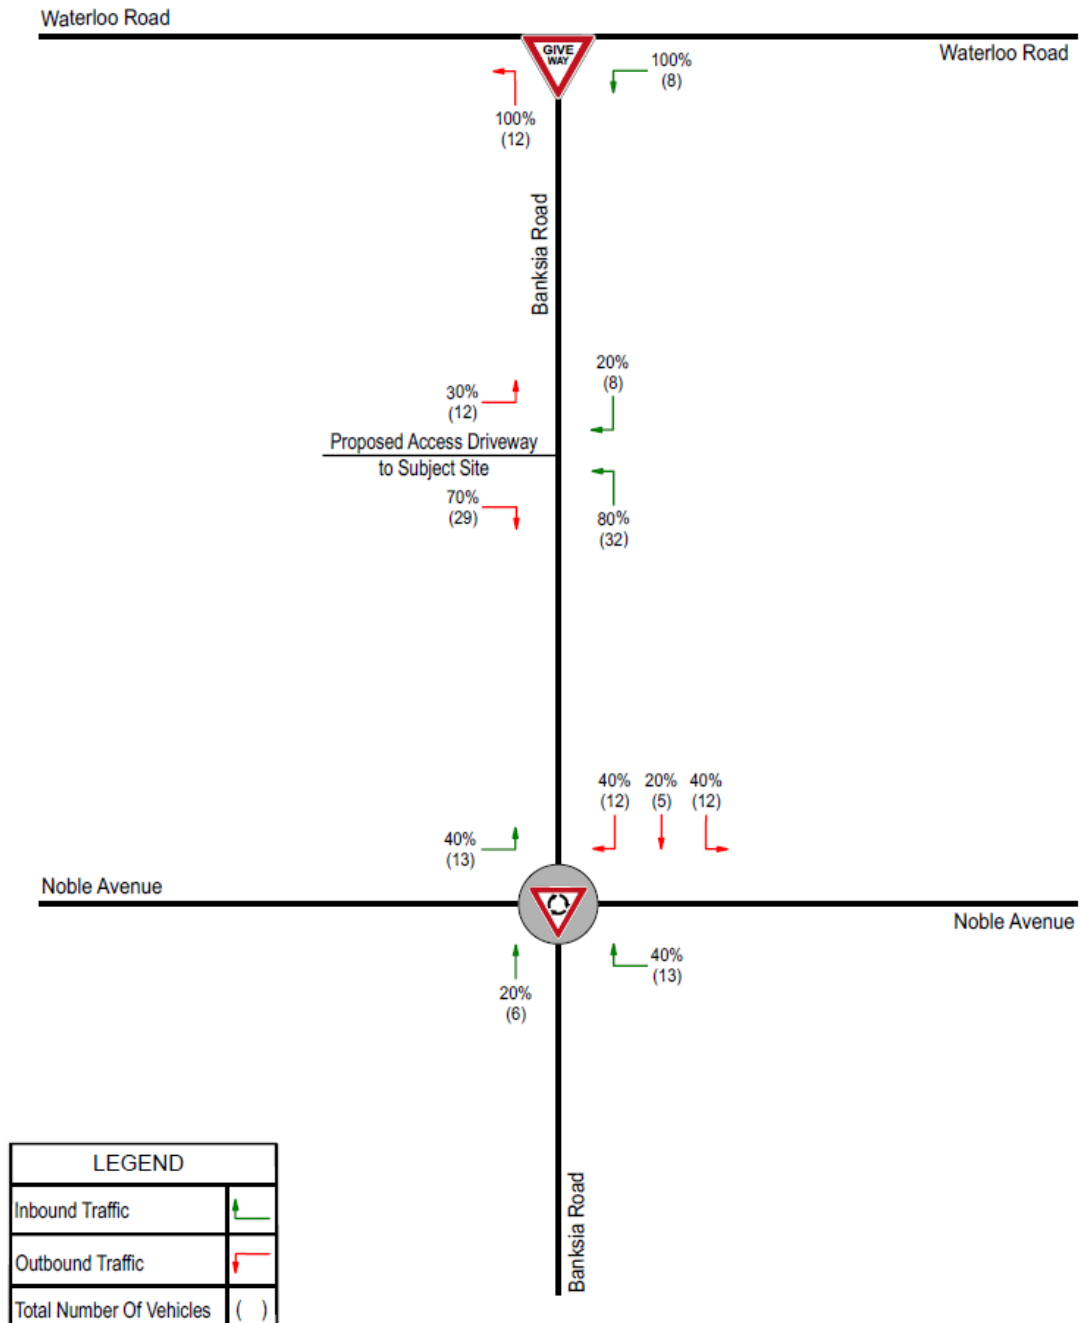 Waterloo Road
Waterloo Road
GIVE
WAY
100%
(8)
100%
(12)
Banksia Road
20%
(8)
30%
(12)
Proposed Access Driveway
to Subject Site
70%
(29)
80%
(32)
40% 20% 40%
(12) (5) (12)
40%
(13)
Noble Avenue
Noble Avenue
40%
(13)
20%
(6)
Banksia Road
LEGEND
Inbound Traffic
Outbound Traffic
Total Number Of Vehicles ( )